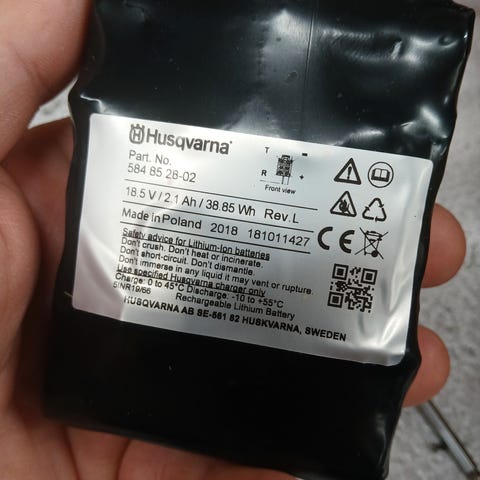 Husqvarna
Part. No.
584 85 28-02
T -
R +
Front view
18.5 V / 2.1 Ah / 38.85 Wh Rev.L
Made in Poland 2018 181011427
Safety advice for Lithium-Ion batteries
Don't crush. Don't heat or incinerate.
Don't short-circuit. Don't dismantle.
Don't immerse in any liquid it may vent or rupture.
Use specified Husqvarna charger only
Charge: 0 to 45°C Discharge: -10 to +55°C
5INR19/66
Rechargeable Lithium Battery
HUSQVARNA AB SE-561 82 HUSKVARNA, SWEDEN